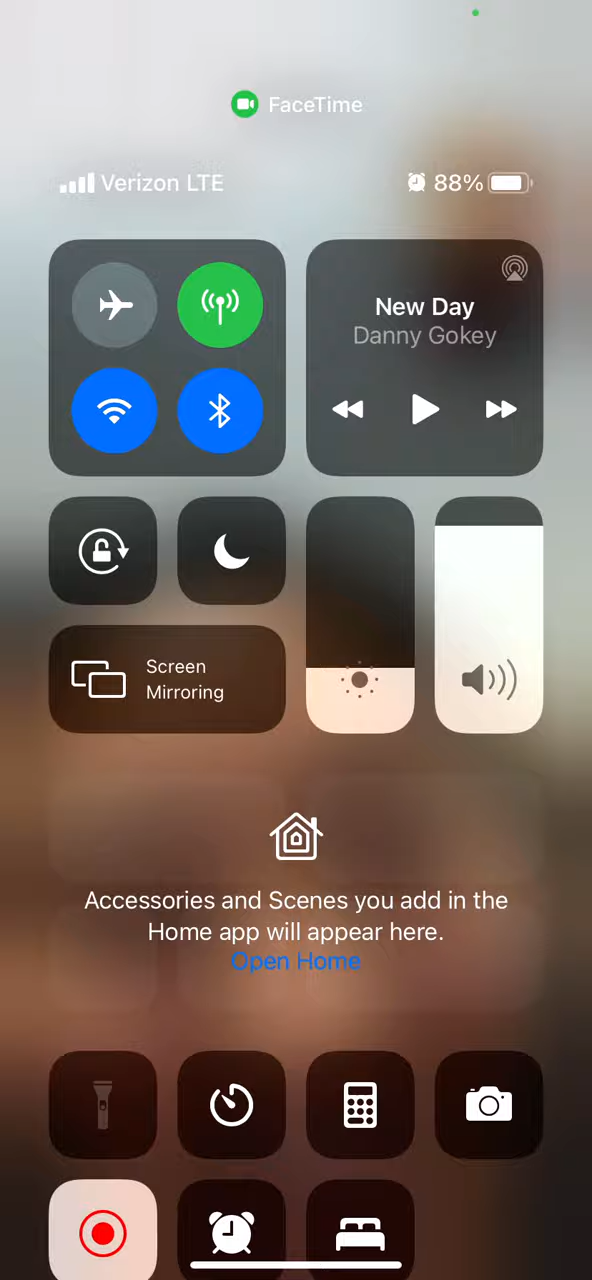 FaceTime
Verizon LTE
88%
New Day
Danny Gokey
Screen
Mirroring
Accessories and Scenes you add in the
Home app will appear here.
Open Home